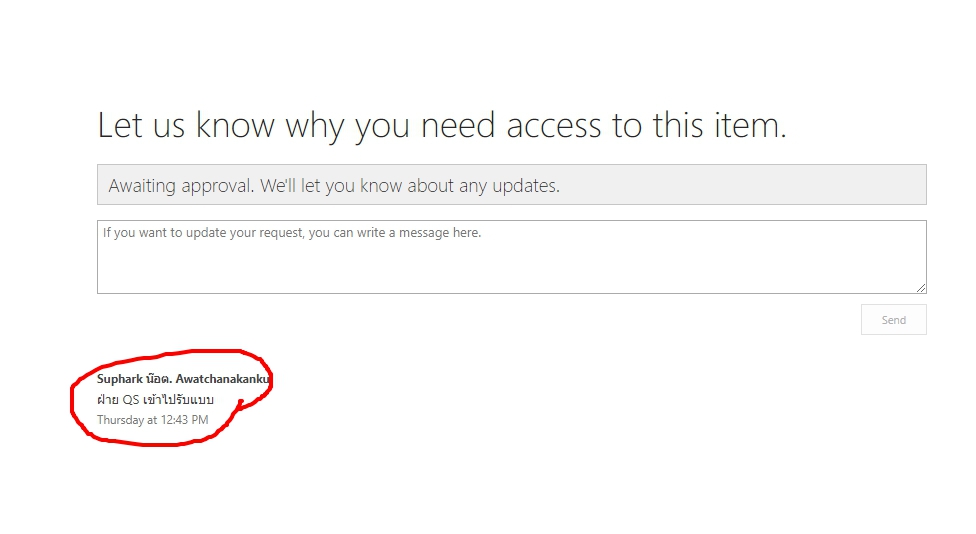 Let us know why you need access to this item.
Awaiting approval. We'll let you know about any updates.
If you want to update your request, you can write a message here.
Send
Suphark น๊อต. Awatchanakanku
ฝ่าย QS เข้าไปรับแบบ
Thursday at 12:43 PM